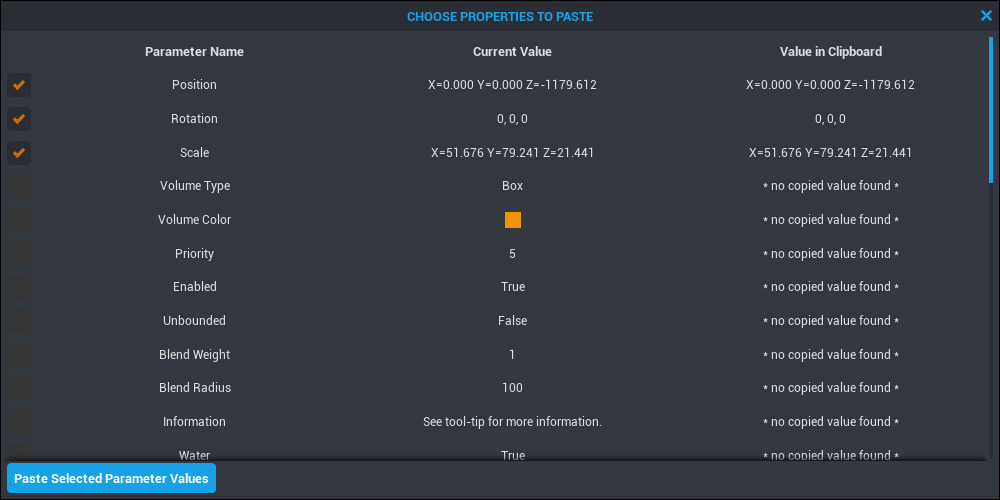 CHOOSE PROPERTIES TO PASTE
Parameter Name Current Value Value in Clipboard
Position X=0.000 Y=0.000 Z=-1179.612 X=0.000 Y=0.000 Z=-1179.612
Rotation 0, 0, 0 0, 0, 0
Scale X=51.676 Y=79.241 Z=21.441 X=51.676 Y=79.241 Z=21.441
Volume Type Box * no copied value found *
Volume Color * no copied value found *
Priority 5 * no copied value found *
Enabled True * no copied value found *
Unbounded False * no copied value found *
Blend Weight 1 * no copied value found *
Blend Radius 100 * no copied value found *
Information See tool-tip for more information. * no copied value found *
Water True * no copied value found *
Paste Selected Parameter Values